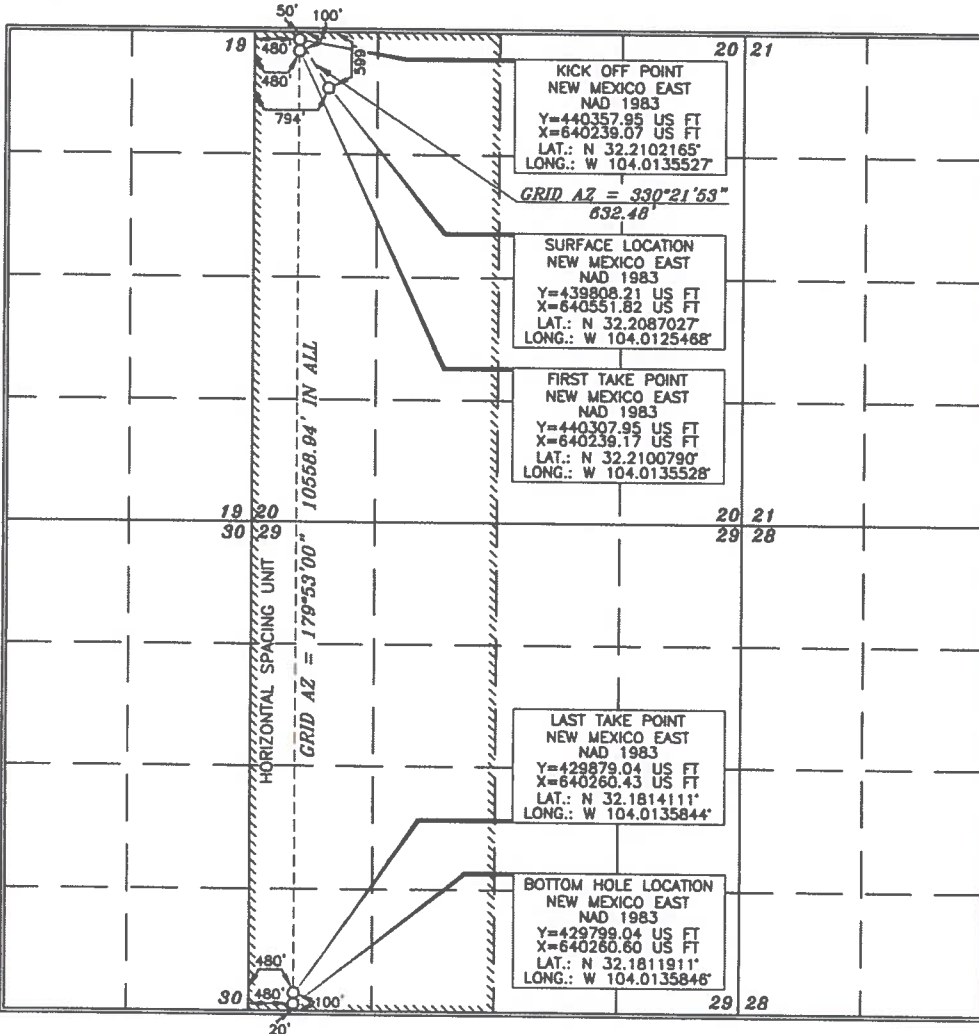 50' 100'
19
480'
480'
599'
794'
20 21
KICK OFF POINT
NEW MEXICO EAST
NAD 1983
Y=440357.95 US FT
X=640239.07 US FT
LAT.: N 32.2102165°
LONG.: W 104.0135527°
GRID AZ = 330°21'53"
632.48'
SURFACE LOCATION
NEW MEXICO EAST
NAD 1983
Y=439808.21 US FT
X=640551.82 US FT
LAT.: N 32.2087027°
LONG.: W 104.0125468°
FIRST TAKE POINT
NEW MEXICO EAST
NAD 1983
Y=440307.95 US FT
X=640239.17 US FT
LAT.: N 32.2100790°
LONG.: W 104.0135528°
GRID AZ = 179°53'00" 10558.94' IN ALL
19 20
30 29
20 21
29 28
HORIZONTAL SPACING UNIT
LAST TAKE POINT
NEW MEXICO EAST
NAD 1983
Y=429879.04 US FT
X=640260.43 US FT
LAT.: N 32.1814111°
LONG.: W 104.0135844°
BOTTOM HOLE LOCATION
NEW MEXICO EAST
NAD 1983
Y=429799.04 US FT
X=640260.60 US FT
LAT.: N 32.1811911°
LONG.: W 104.0135846°
480'
30
480'
100'
20'
29 28